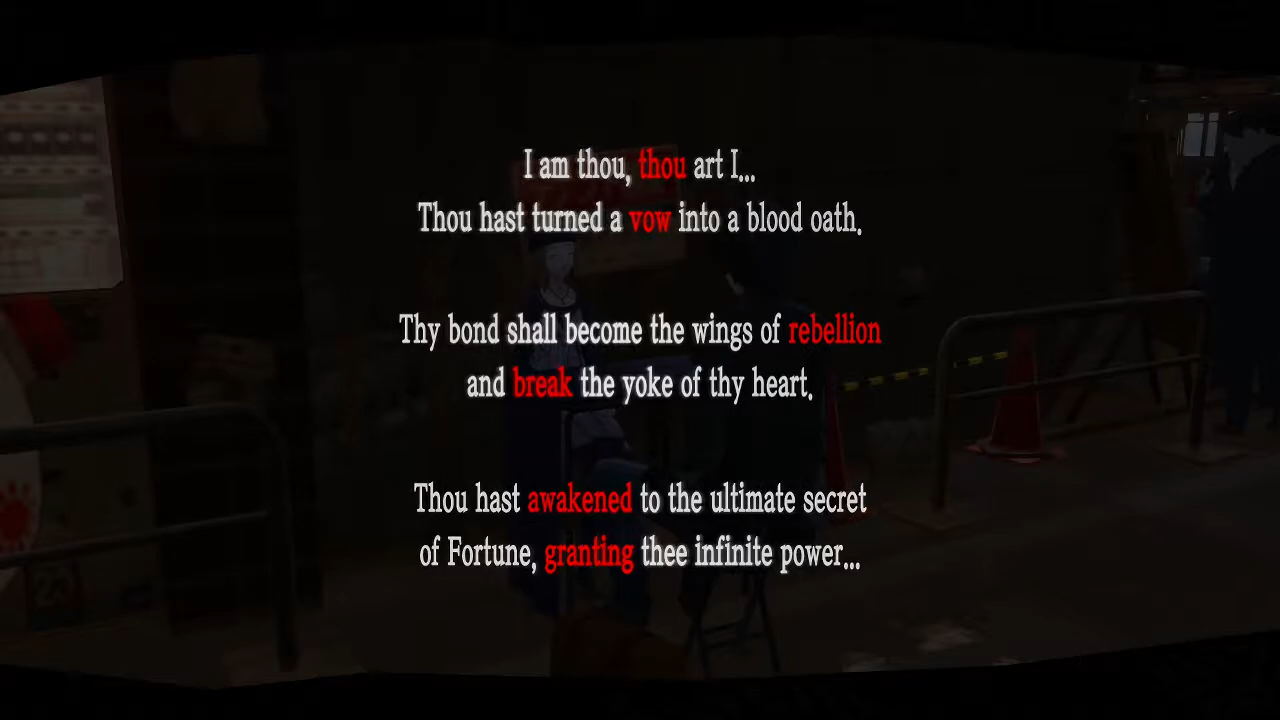 I am thou, thou art I...
Thou hast turned a vow into a blood oath.
Thy bond shall become the wings of rebellion
and break the yoke of thy heart.
Thou hast awakened to the ultimate secret
of Fortune, granting thee infinite power...